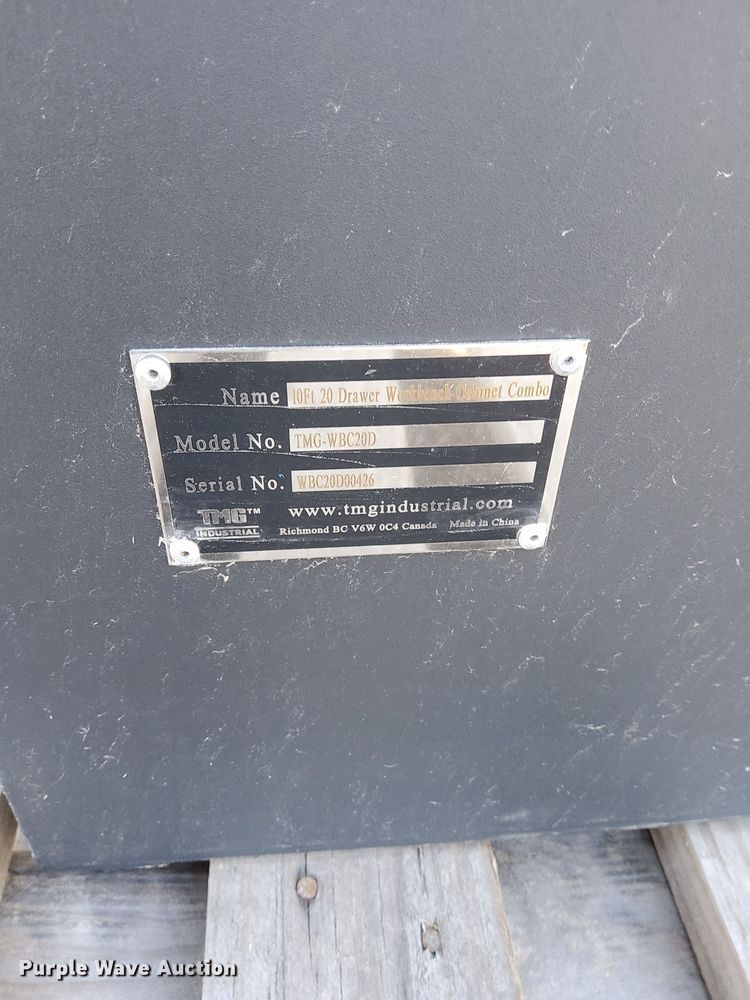 Name 10Ft 20 Drawer Workbench Cabinet Combo
Model No. TMG-WBC20D
Serial No. WBC20D00426
TMG™ www.tmgindustrial.com
INDUSTRIAL Richmond BC V6W 0C4 Canada Made in China
Purple Wave Auction